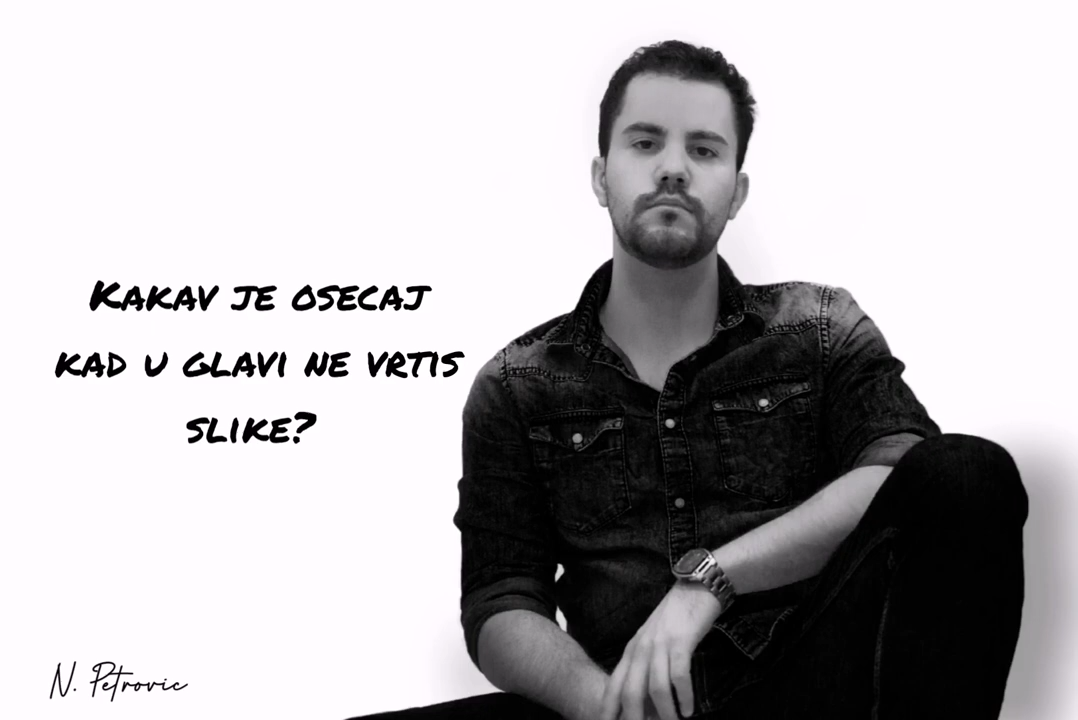 KAKAV JE OSECAJ
KAD U GLAVI NE VRTIS
SLIKE?
N. Petrovic